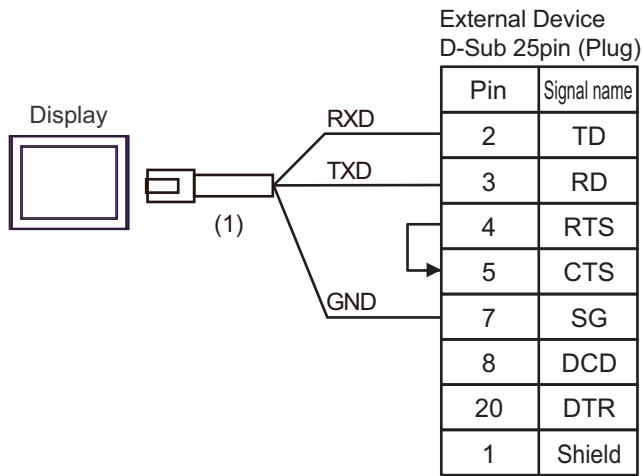 External Device
D-Sub 25pin (Plug)
Pin Signal name
Display
RXD
2 TD
TXD
3 RD
(1)
4 RTS
5 CTS
GND
7 SG
8 DCD
20 DTR
1 Shield